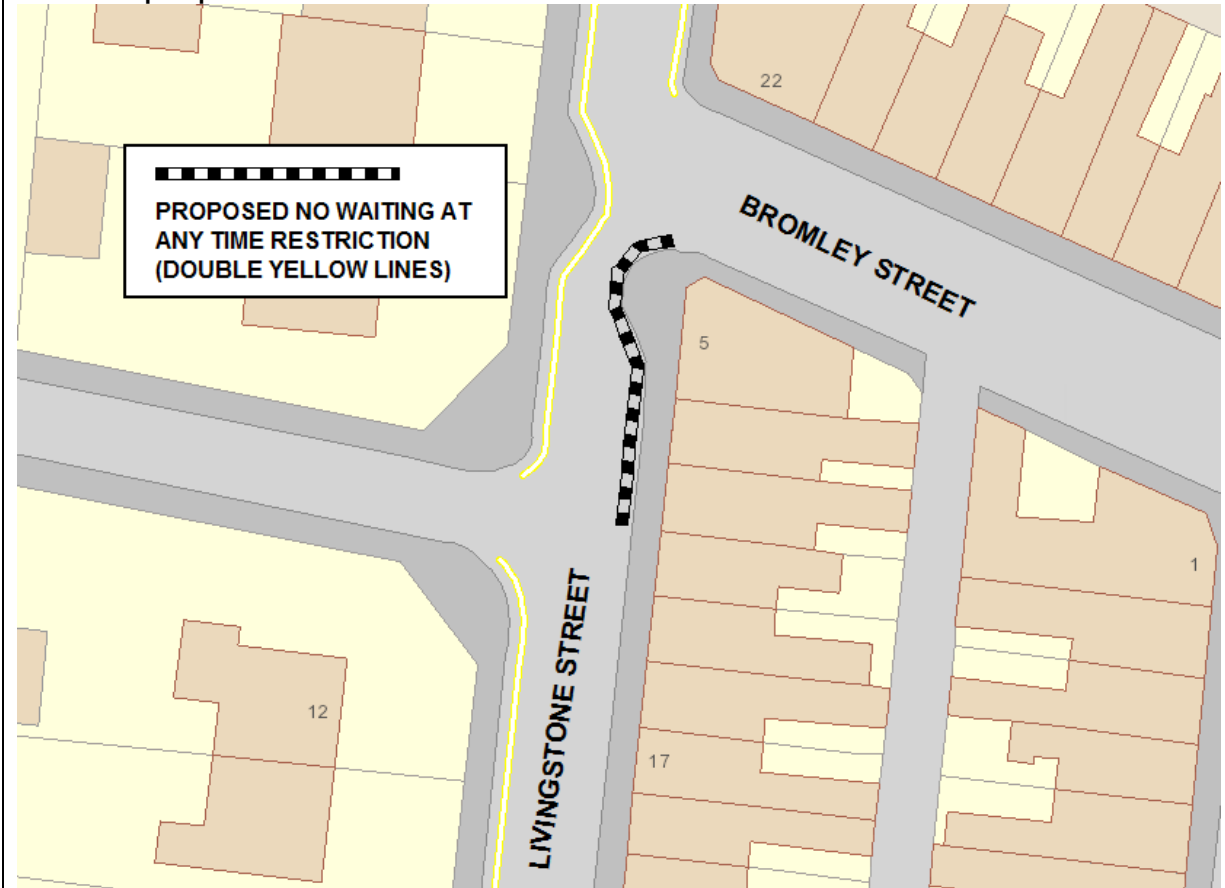 22
PROPOSED NO WAITING AT
ANY TIME RESTRICTION
(DOUBLE YELLOW LINES)
BROMLEY STREET
5
1
LIVINGSTONE STREET
12
17